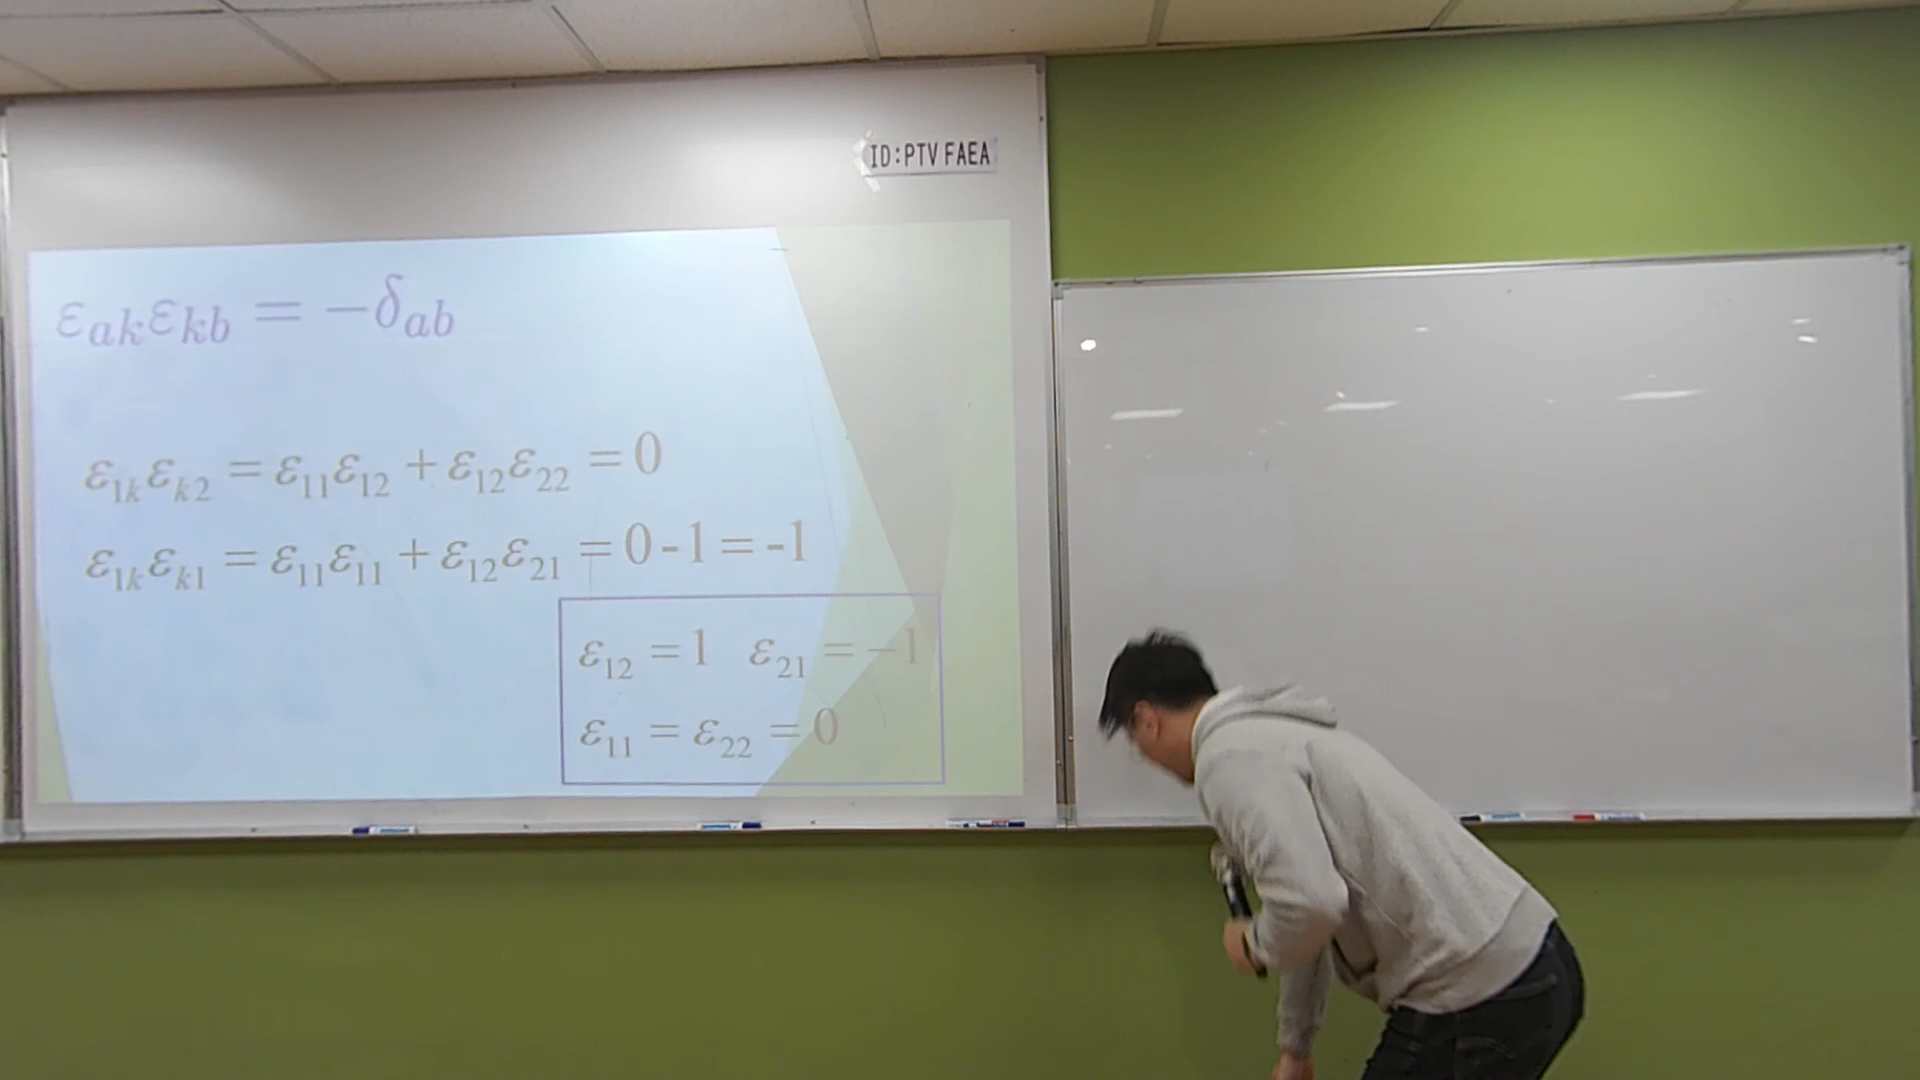 ID:PTV FAEA
εₐₖεₖb = −δₐb
ε₁ₖεₖ₂ = ε₁₁ε₁₂ + ε₁₂ε₂₂ = 0
ε₁ₖεₖ₁ = ε₁₁ε₁₁ + ε₁₂ε₂₁ = 0 - 1 = -1
ε₁₂ = 1 ε₂₁ = −1
ε₁₁ = ε₂₂ = 0